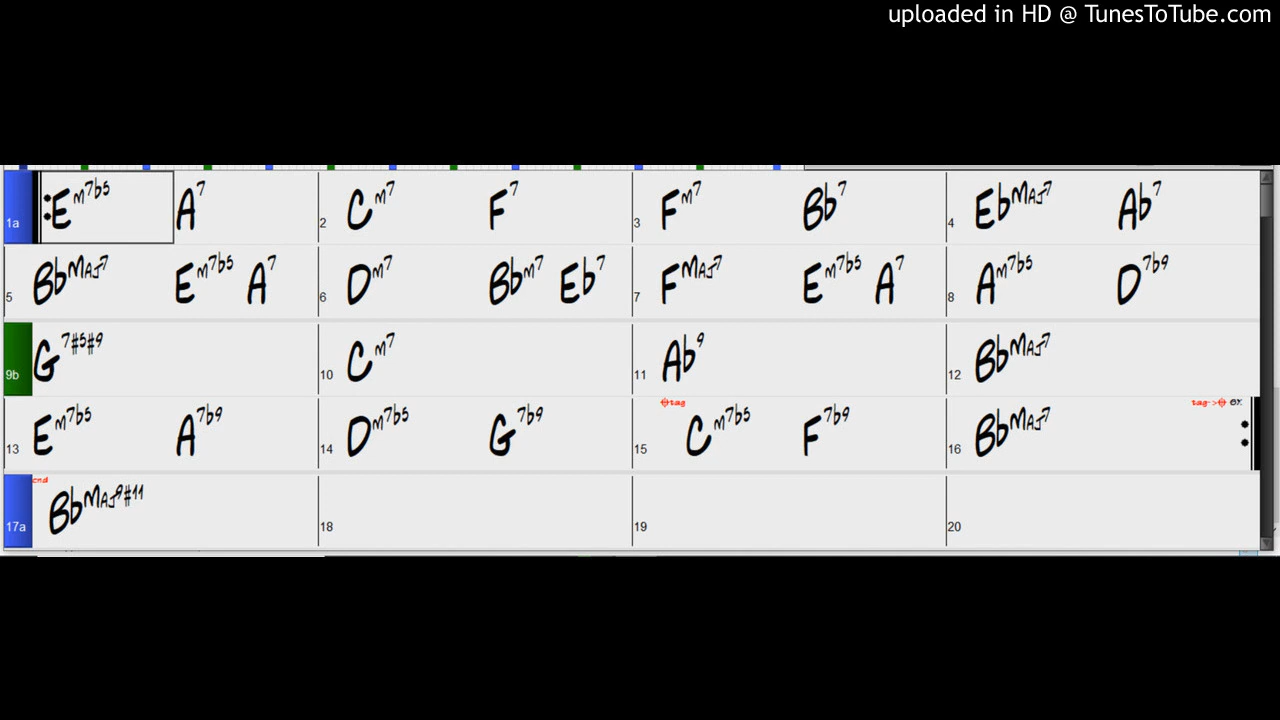 uploaded in HD @ TunesToTube.com
1a Em7b5 A7 2 Cm7 F7 3 Fm7 Bb7 4 EbMAJ7 Ab7
5 BbMAJ7 Em7b5 A7 6 Dm7 Bbm7 Eb7 7 FMAJ7 Em7b5 A7 8 Am7b5 D7b9
9b G7#5#9 10 Cm7 11 Ab9 12 BbMAJ7
tag tag->
13 Em7b5 A7b9 14 Dm7b5 G7b9 15 Cm7b5 F7b9 16 BbMAJ7
end
17a BbMAJ9#11 18 19 20